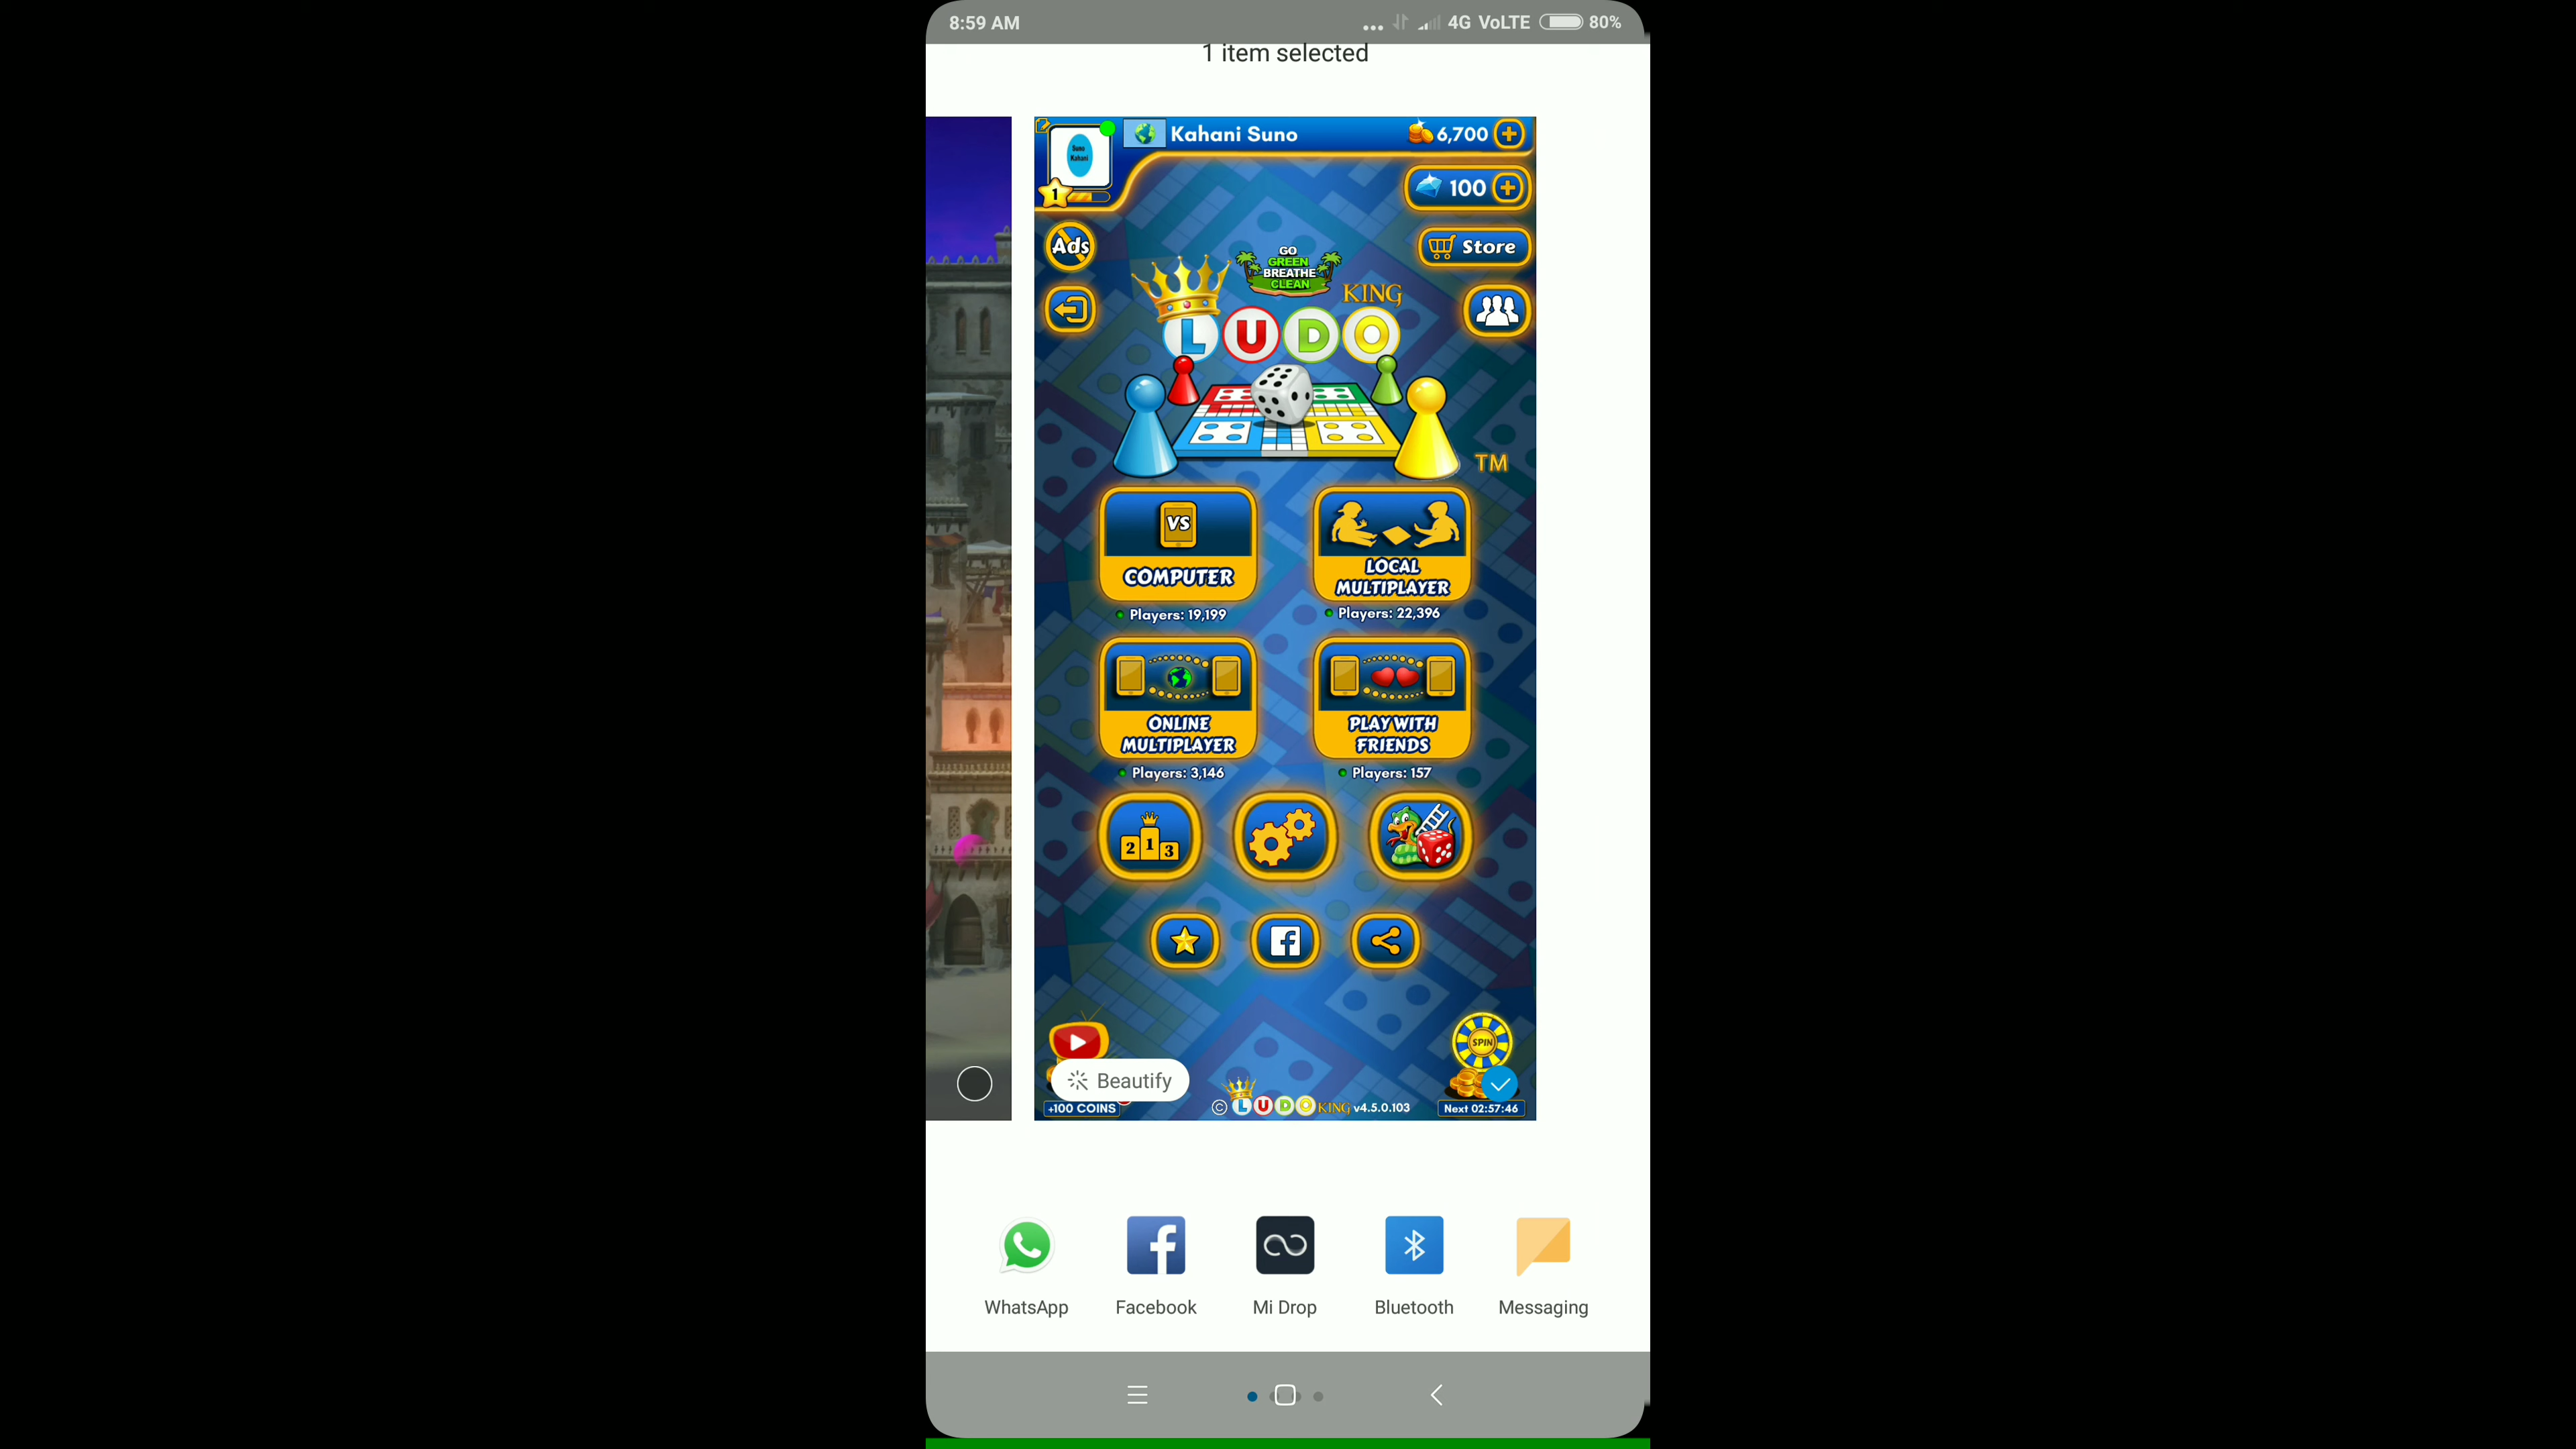 8:59 AM
4G VoLTE 80%
1 item selected
Suno
Kahani
Kahani Suno
6,700
1
100
Ads
Store
GO
GREEN
BREATHE
CLEAN
KING
LUDO
TM
VS
COMPUTER
LOCAL
MULTIPLAYER
Players: 19,199
Players: 22,396
ONLINE
MULTIPLAYER
PLAY WITH
FRIENDS
Players: 3,146
Players: 157
2 1 3
SPIN
Beautify
+100 COINS
© LUDO KING v4.5.0.103
Next 02:57:46
WhatsApp
Facebook
Mi Drop
Bluetooth
Messaging